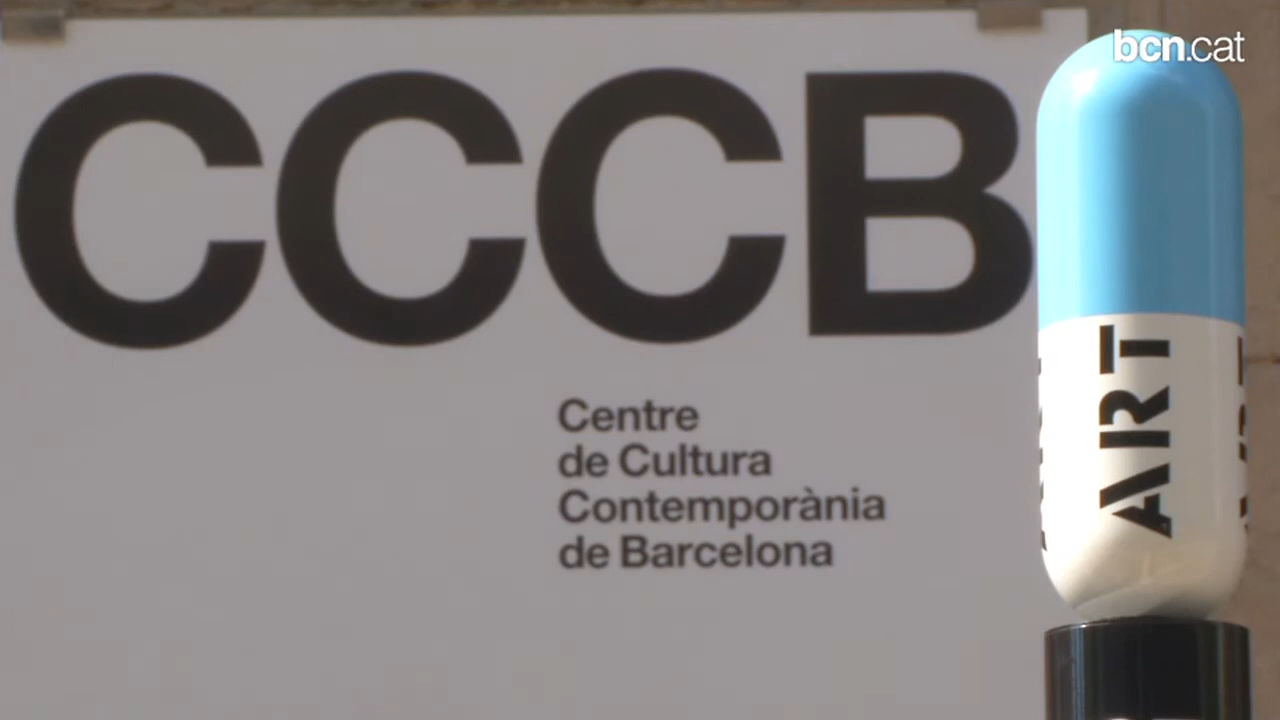 bcn.cat
CCCB
Centre
de Cultura
Contemporània
de Barcelona
ART